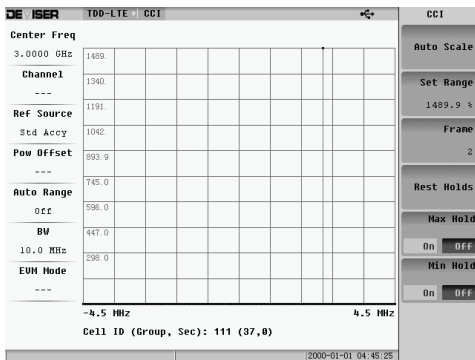 DEVISER TDD-LTE CCI CCI
Center Freq
3.0000 GHz
Channel
---
Ref Source
Std Accy
Pow Offset
---
Auto Range
Off
BW
10.0 MHz
EVM Mode
---
1489.
1340.
1191.
1042.
893.9
745.0
596.0
447.0
298.0
-4.5 MHz 4.5 MHz
Cell ID (Group, Sec): 111 (37,0)
2000-01-01 04:45:25
Auto Scale
Set Range
1489.9 %
Frame
2
Rest Holds
Max Hold
On Off
Min Hold
On Off